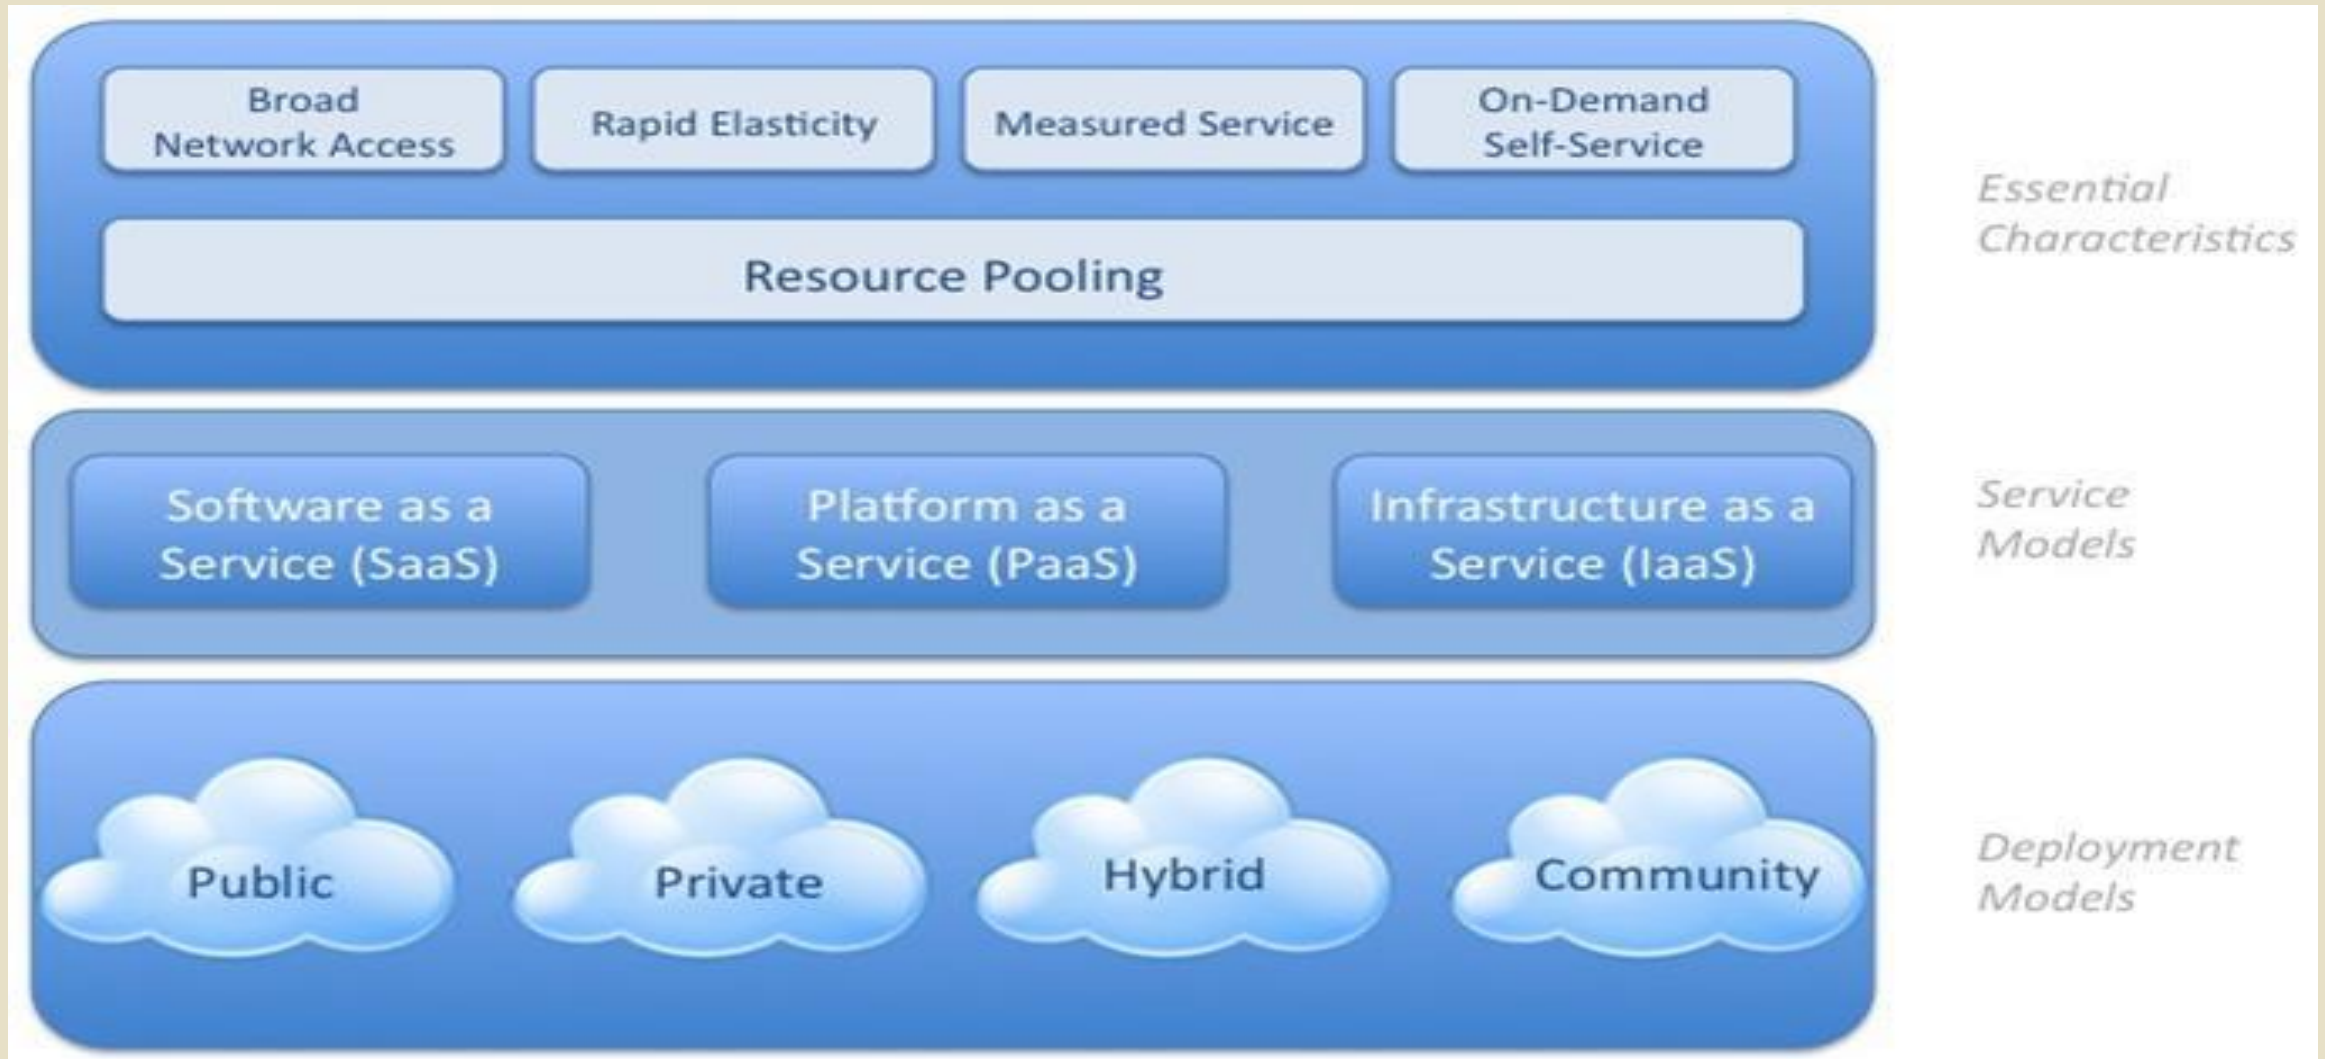 Broad
Network Access
Rapid Elasticity
Measured Service
On-Demand
Self-Service
Resource Pooling
Essential
Characteristics
Software as a
Service (SaaS)
Platform as a
Service (PaaS)
Infrastructure as a
Service (IaaS)
Service
Models
Public
Private
Hybrid
Community
Deployment
Models